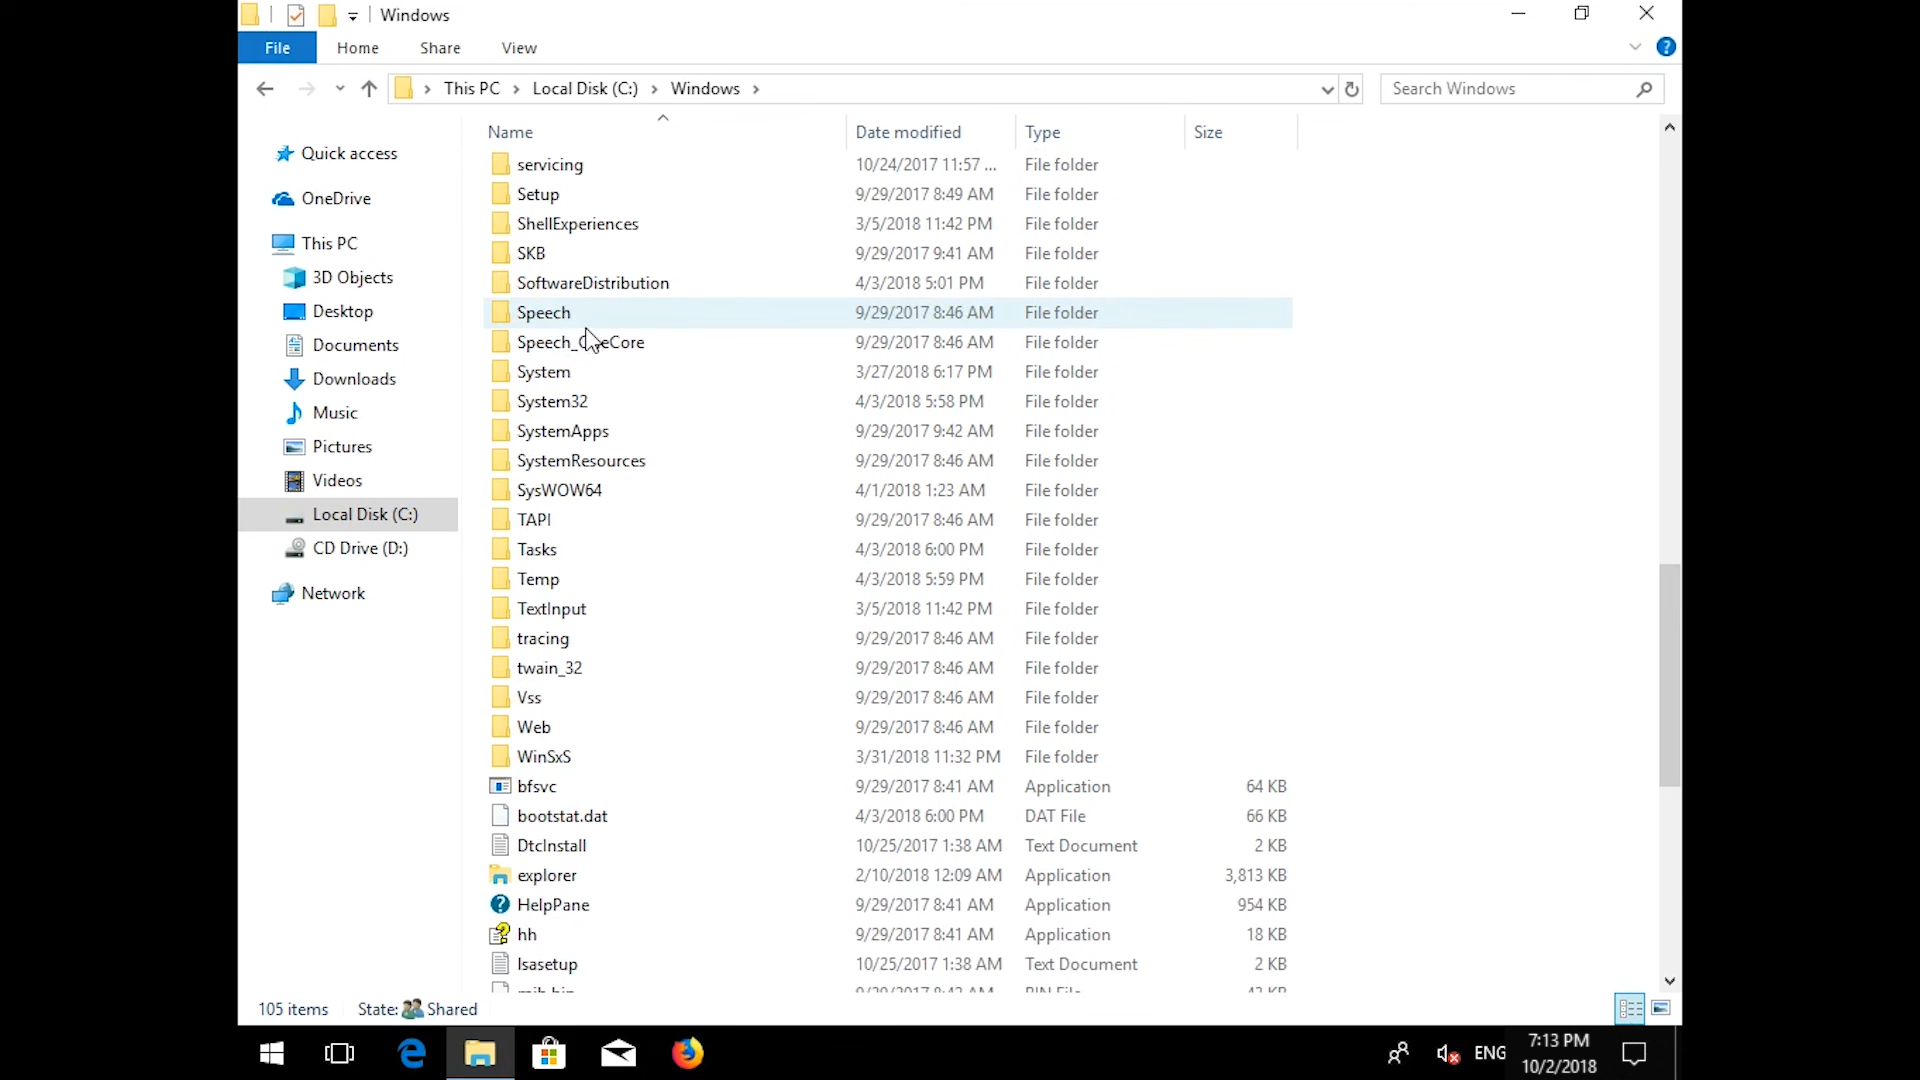 Windows
File Home Share View
This PC Local Disk (C:) Windows
Search Windows
Name Date modified Type Size
Quick access
OneDrive
This PC
3D Objects
Desktop
Documents
Downloads
Music
Pictures
Videos
Local Disk (C:)
CD Drive (D:)
Network
servicing 10/24/2017 11:57 ... File folder
Setup 9/29/2017 8:49 AM File folder
ShellExperiences 3/5/2018 11:42 PM File folder
SKB 9/29/2017 9:41 AM File folder
SoftwareDistribution 4/3/2018 5:01 PM File folder
Speech 9/29/2017 8:46 AM File folder
Speech_OneCore 9/29/2017 8:46 AM File folder
System 3/27/2018 6:17 PM File folder
System32 4/3/2018 5:58 PM File folder
SystemApps 9/29/2017 9:42 AM File folder
SystemResources 9/29/2017 8:46 AM File folder
SysWOW64 4/1/2018 1:23 AM File folder
TAPI 9/29/2017 8:46 AM File folder
Tasks 4/3/2018 6:00 PM File folder
Temp 4/3/2018 5:59 PM File folder
TextInput 3/5/2018 11:42 PM File folder
tracing 9/29/2017 8:46 AM File folder
twain_32 9/29/2017 8:46 AM File folder
Vss 9/29/2017 8:46 AM File folder
Web 9/29/2017 8:46 AM File folder
WinSxS 3/31/2018 11:32 PM File folder
bfsvc 9/29/2017 8:41 AM Application 64 KB
bootstat.dat 4/3/2018 6:00 PM DAT File 66 KB
DtcInstall 10/25/2017 1:38 AM Text Document 2 KB
explorer 2/10/2018 12:09 AM Application 3,813 KB
HelpPane 9/29/2017 8:41 AM Application 954 KB
hh 9/29/2017 8:41 AM Application 18 KB
lsasetup 10/25/2017 1:38 AM Text Document 2 KB
105 items State: Shared
ENG
7:13 PM
10/2/2018